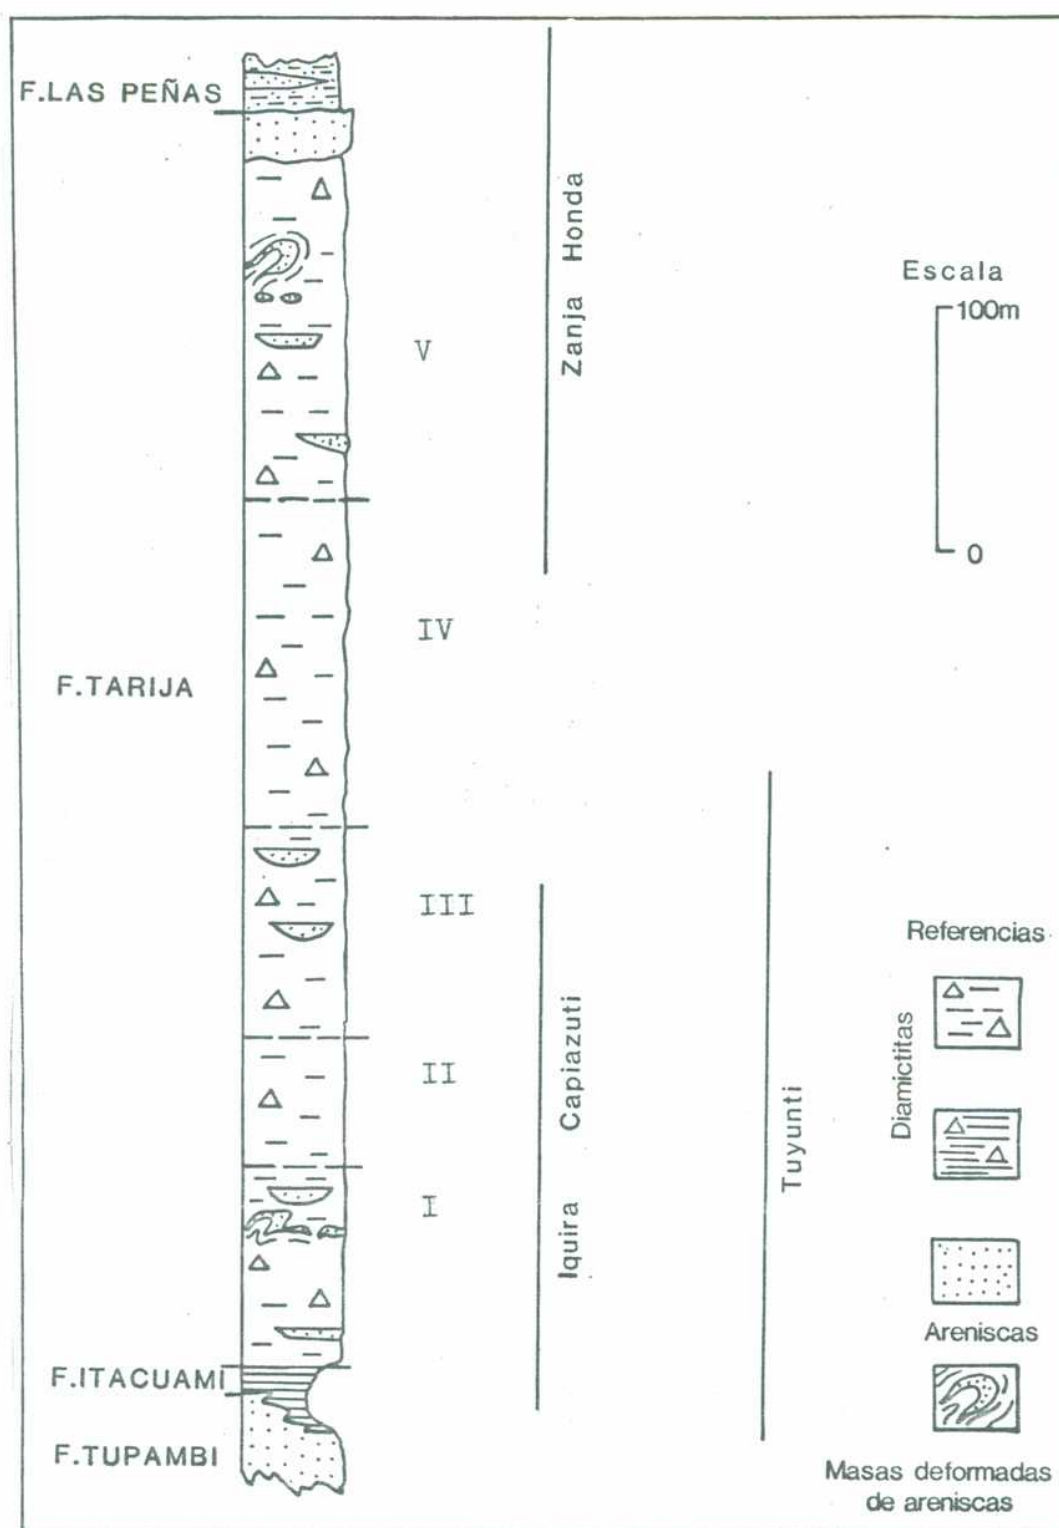 F.LAS PEÑAS
F.TARIJA
F.ITACUAMI
F.TUPAMBI
V
IV
III
II
I
Zanja Honda
Iquira Capiazuti
Tuyunti
Escala
100m
0
Referencias
Diamictitas
Areniscas
Masas deformadas
de areniscas